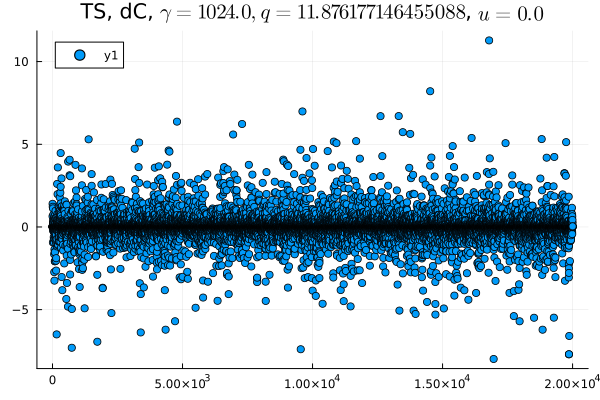 TS, dC, γ = 1024.0, q = 11.876177146455088, u = 0.0
y1
10
5
0
−5
0 5.00×10³ 1.00×10⁴ 1.50×10⁴ 2.00×10⁴